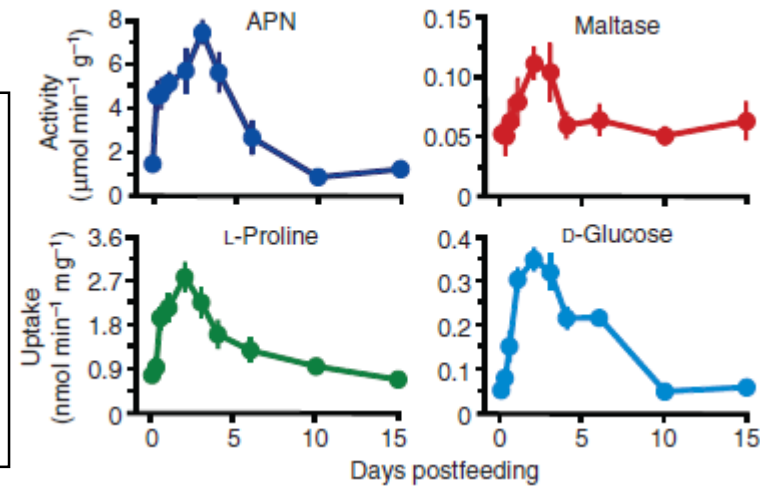 APN
Activity
(μmol min⁻¹ g⁻¹)
8
6
4
2
0
Maltase
0.15
0.10
0.05
0
L-Proline
Uptake
(nmol min⁻¹ mg⁻¹)
3.6
2.7
1.8
0.9
0
0 5 10 15
D-Glucose
0.4
0.3
0.2
0.1
0
0 5 10 15
Days postfeeding